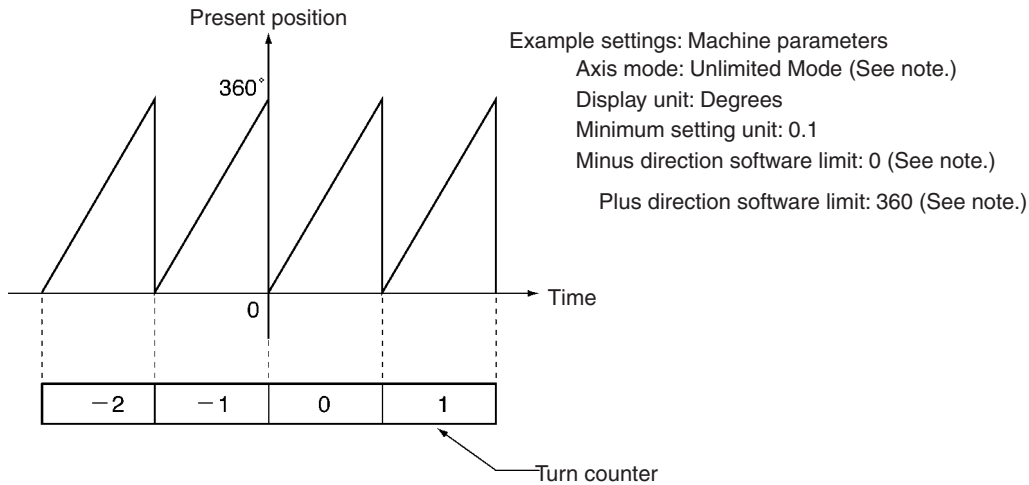 Present position
Example settings: Machine parameters
Axis mode: Unlimited Mode (See note.)
360°
Display unit: Degrees
Minimum setting unit: 0.1
Minus direction software limit: 0 (See note.)
Plus direction software limit: 360 (See note.)
Time
0
−2 −1 0 1
Turn counter